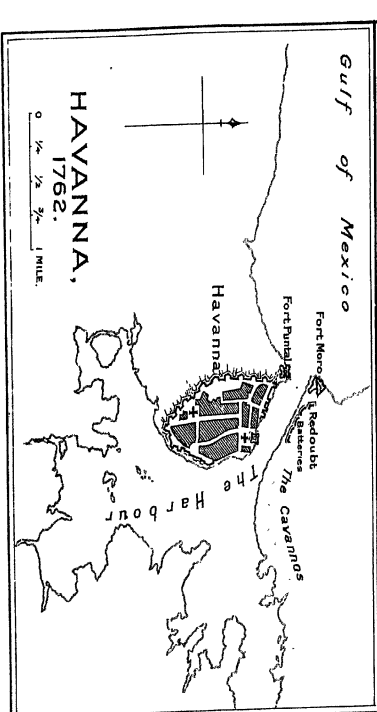 Gulf of Mexico
Fort Moro
Redoubt
Batteries
Fort Puntal
The Cavannos
Havanna
The Harbour
HAVANNA,
1762.
0 1/4 1/2 3/4 1 MILE.